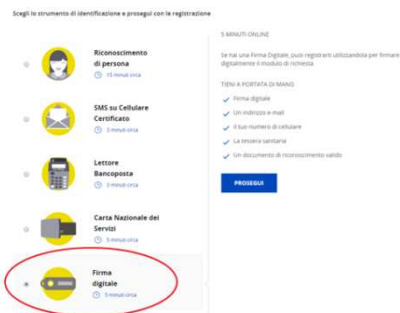 Scegli lo strumento di identificazione e prosegui con la registrazione
Riconoscimento
di persona
15 minuti circa
SMS su Cellulare
Certificato
3 minuti circa
Lettore
Bancoposta
3 minuti circa
Carta Nazionale dei
Servizi
5 minuti circa
Firma
digitale
5 minuti circa
5 MINUTI ONLINE
Se hai una Firma Digitale, puoi registrarti utilizzandola per firmare
digitalmente il modulo di richiesta
TIENI A PORTATA DI MANO
Firma digitale
Un indirizzo e-mail
Il tuo numero di cellulare
La tessera sanitaria
Un documento di riconoscimento valido
PROSEGUI